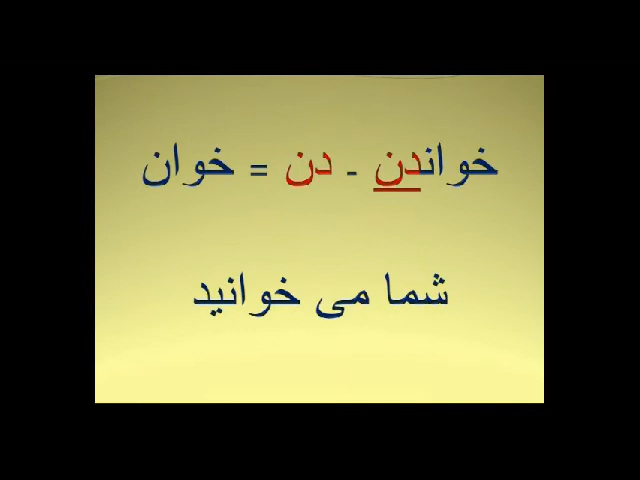 خواندن - دن = خوان
شما می خوانید